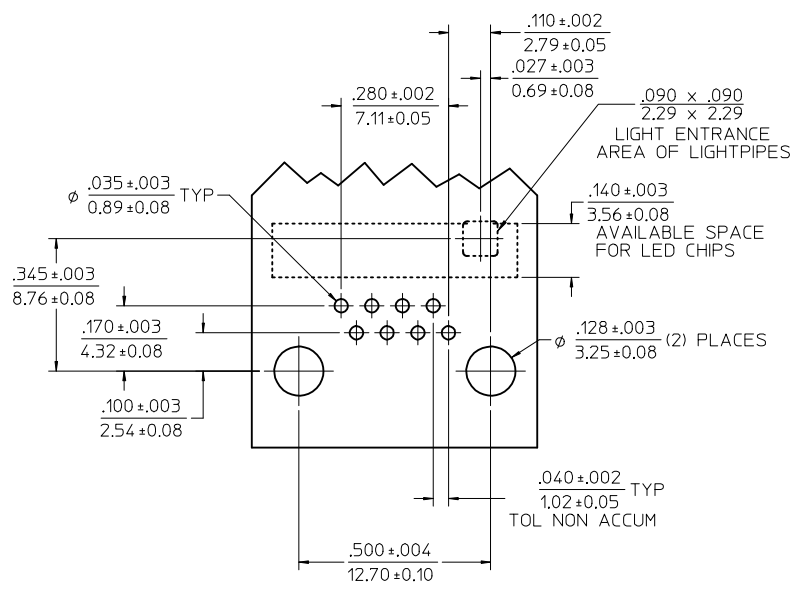 .110±.002
2.79±0.05
.027±.003
0.69±0.08
.280±.002
7.11±0.05
.090 x .090
2.29 x 2.29
LIGHT ENTRANCE
AREA OF LIGHTPIPES
ø .035±.003 TYP
0.89±0.08
.140±.003
3.56±0.08
AVAILABLE SPACE
FOR LED CHIPS
.345±.003
8.76±0.08
.170±.003
4.32±0.08
ø .128±.003 (2) PLACES
3.25±0.08
.100±.003
2.54±0.08
.040±.002 TYP
1.02±0.05
TOL NON ACCUM
.500±.004
12.70±0.10